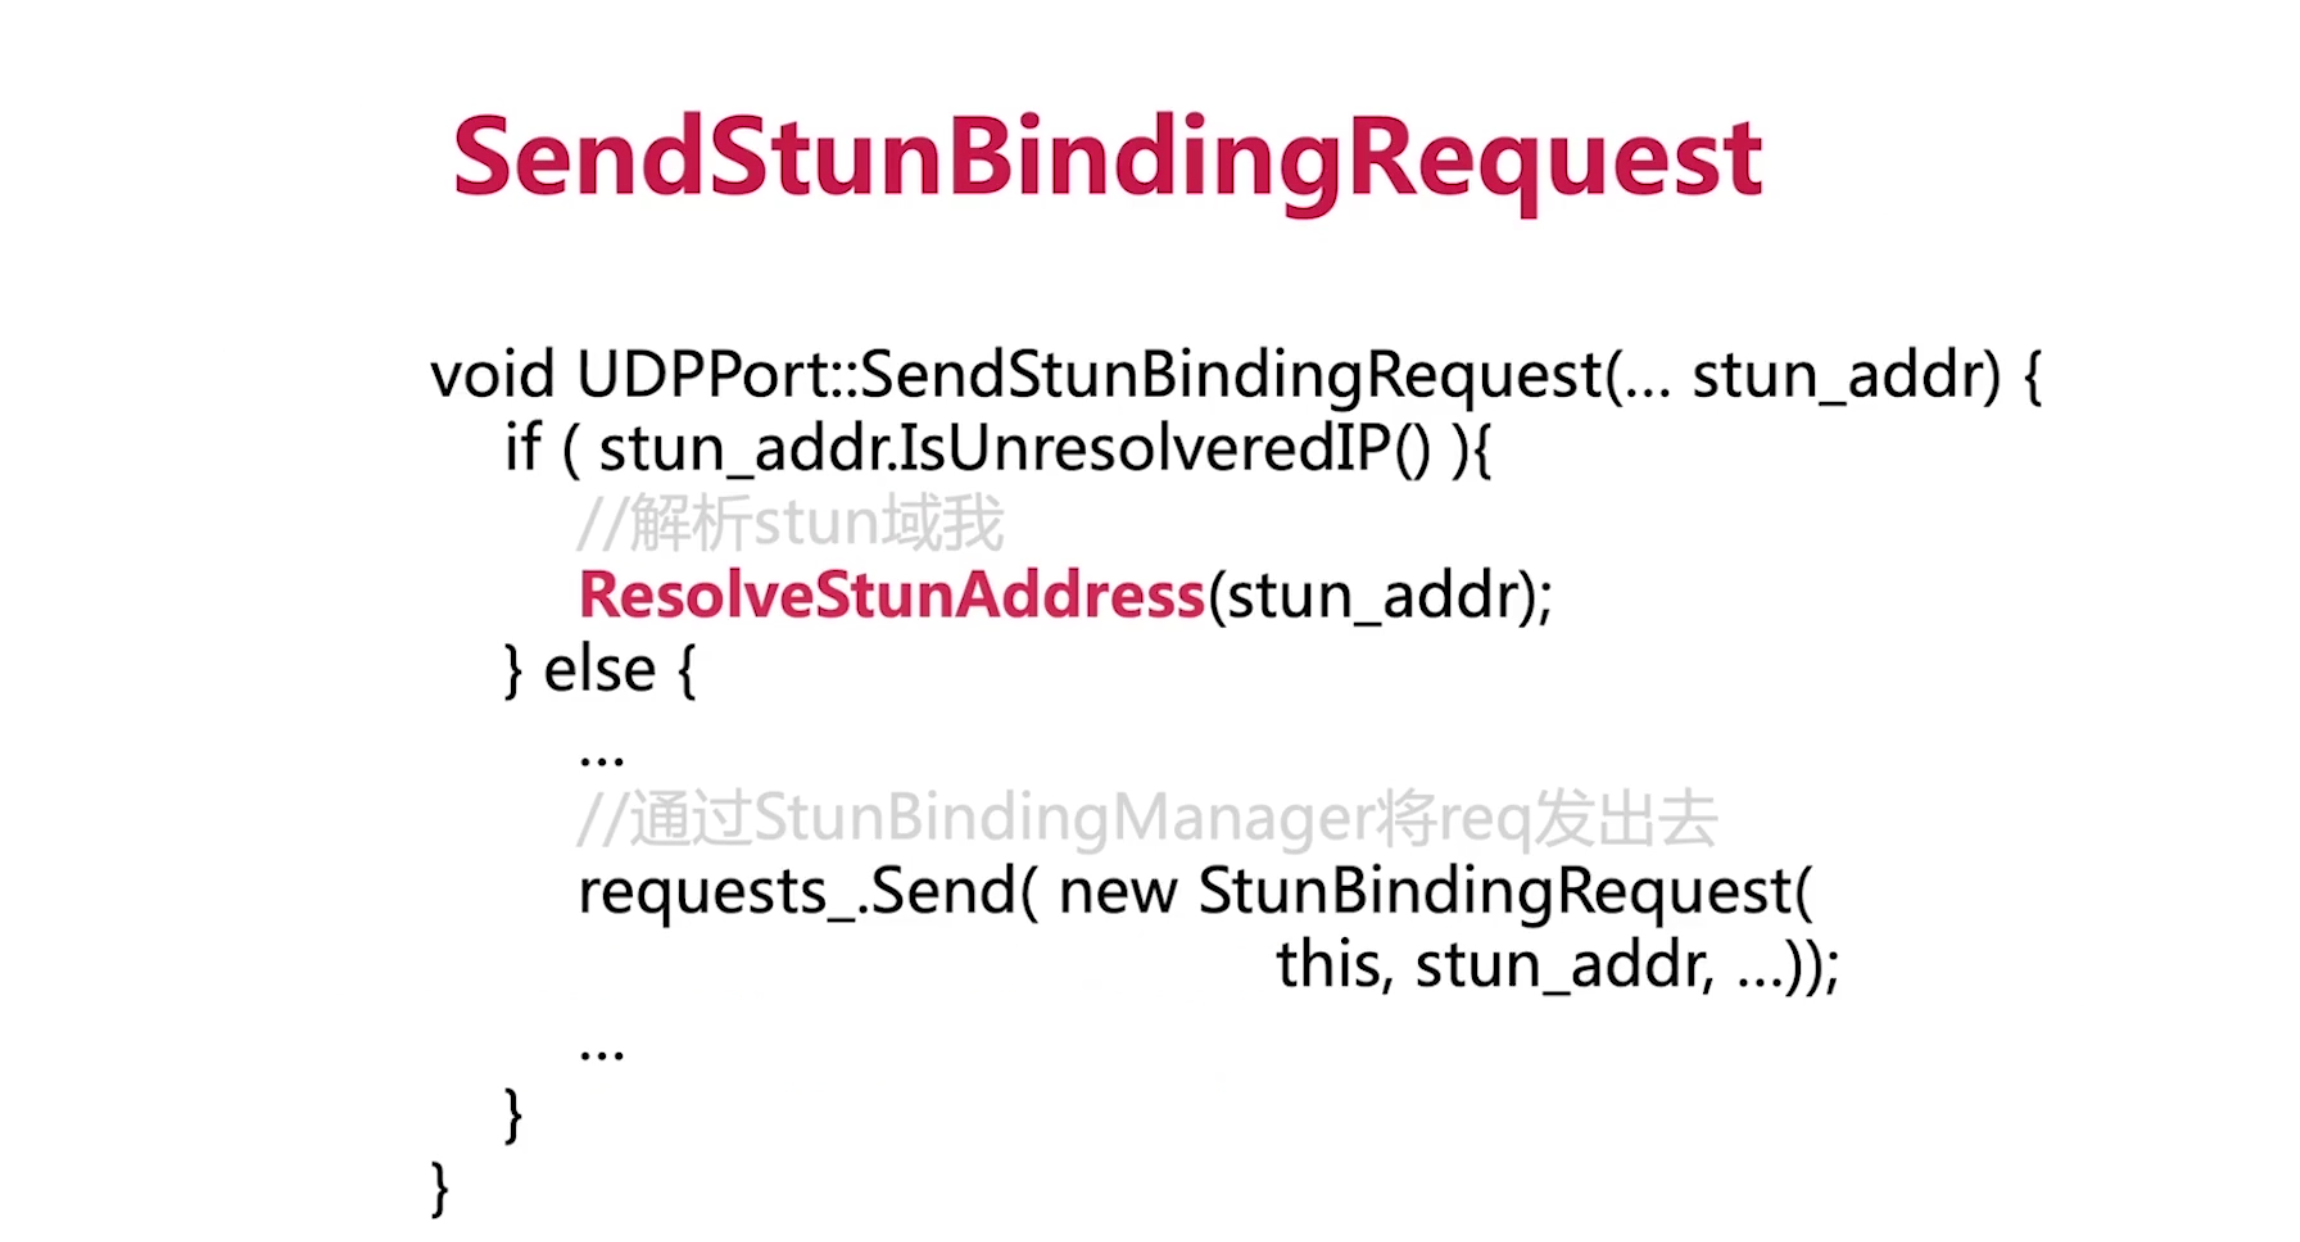 SendStunBindingRequest
void UDPPort::SendStunBindingRequest(... stun_addr) {
if ( stun_addr.IsUnresolveredIP() ){
//解析stun域我
ResolveStunAddress(stun_addr);
} else {
...
//通过StunBindingManager将req发出去
requests_.Send( new StunBindingRequest(
this, stun_addr, ...));
...
}
}